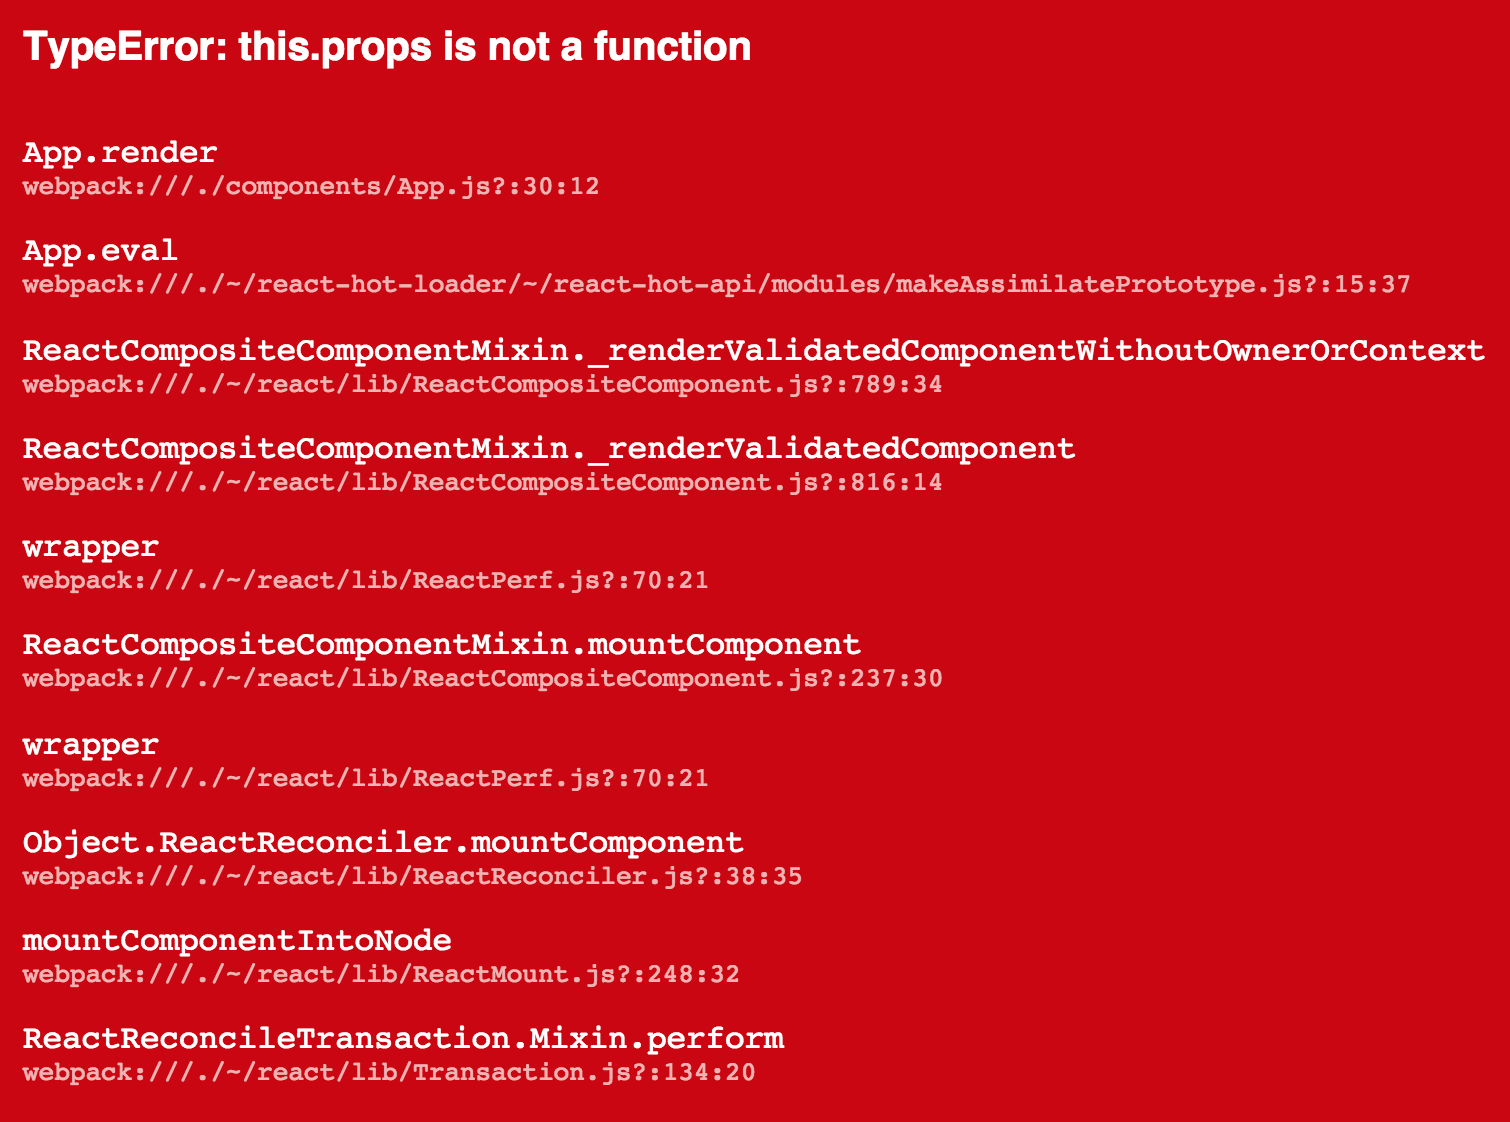 TypeError: this.props is not a function
App.render
webpack:///./components/App.js?:30:12
App.eval
webpack:///./~/react-hot-loader/~/react-hot-api/modules/makeAssimilatePrototype.js?:15:37
ReactCompositeComponentMixin._renderValidatedComponentWithoutOwnerOrContext
webpack:///./~/react/lib/ReactCompositeComponent.js?:789:34
ReactCompositeComponentMixin._renderValidatedComponent
webpack:///./~/react/lib/ReactCompositeComponent.js?:816:14
wrapper
webpack:///./~/react/lib/ReactPerf.js?:70:21
ReactCompositeComponentMixin.mountComponent
webpack:///./~/react/lib/ReactCompositeComponent.js?:237:30
wrapper
webpack:///./~/react/lib/ReactPerf.js?:70:21
Object.ReactReconciler.mountComponent
webpack:///./~/react/lib/ReactReconciler.js?:38:35
mountComponentIntoNode
webpack:///./~/react/lib/ReactMount.js?:248:32
ReactReconcileTransaction.Mixin.perform
webpack:///./~/react/lib/Transaction.js?:134:20